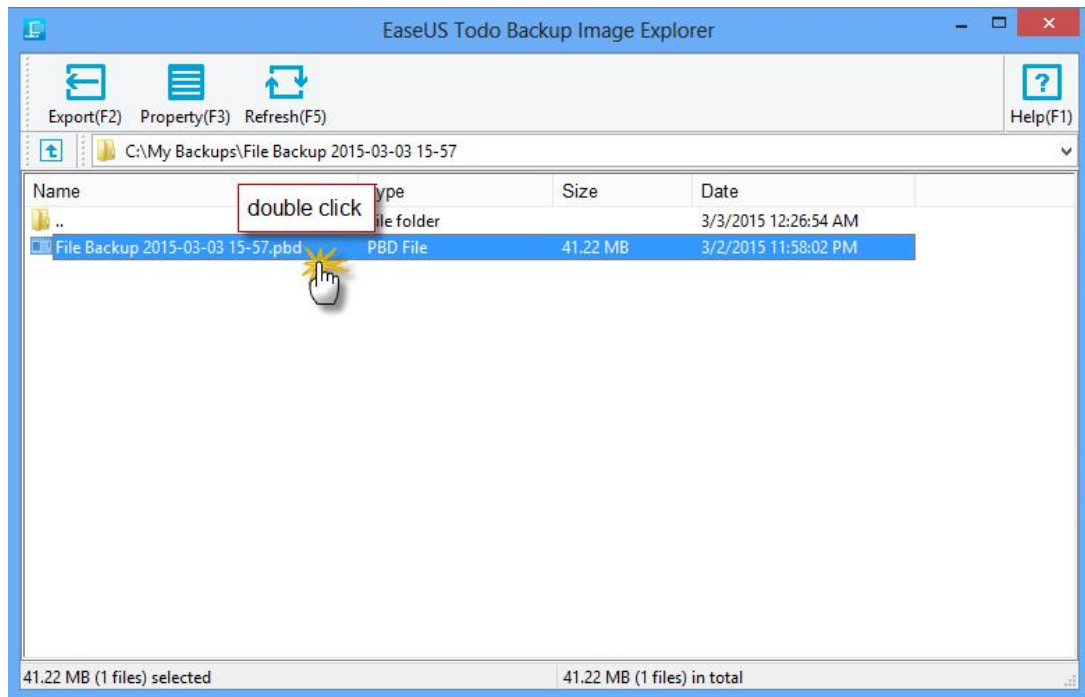 EaseUS Todo Backup Image Explorer
Export(F2) Property(F3) Refresh(F5) Help(F1)
C:\My Backups\File Backup 2015-03-03 15-57
Name ype Size Date
double click
.. ile folder 3/3/2015 12:26:54 AM
File Backup 2015-03-03 15-57.pbd PBD File 41.22 MB 3/2/2015 11:58:02 PM
41.22 MB (1 files) selected 41.22 MB (1 files) in total